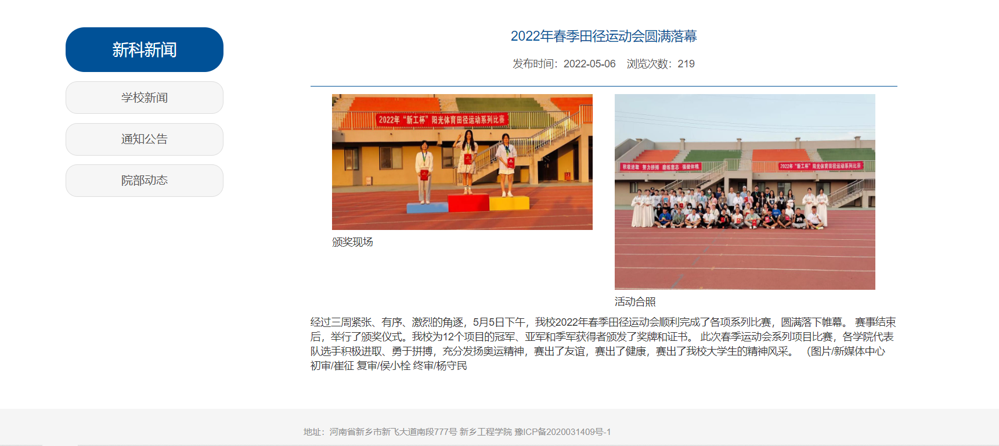 新科新闻
学校新闻
通知公告
院部动态
2022年春季田径运动会圆满落幕
发布时间：2022-05-06 浏览次数：219
2022年“新工杯”阳光体育田径运动系列比赛
颁奖现场
积极进取 努力拼搏 磨练意志 强健体魄
2022年“新工杯”阳光体育田径运动系列比赛
活动合照
经过三周紧张、有序、激烈的角逐，5月5日下午，我校2022年春季田径运动会顺利完成了各项系列比赛，圆满落下帷幕。 赛事结束
后，举行了颁奖仪式。我校为12个项目的冠军、亚军和季军获得者颁发了奖牌和证书。 此次春季运动会系列项目比赛，各学院代表
队选手积极进取、勇于拼搏，充分发扬奥运精神，赛出了友谊，赛出了健康，赛出了我校大学生的精神风采。 （图片/新媒体中心
初审/崔征 复审/侯小栓 终审/杨守民
地址：河南省新乡市新飞大道南段777号 新乡工程学院 豫ICP备2020031409号-1